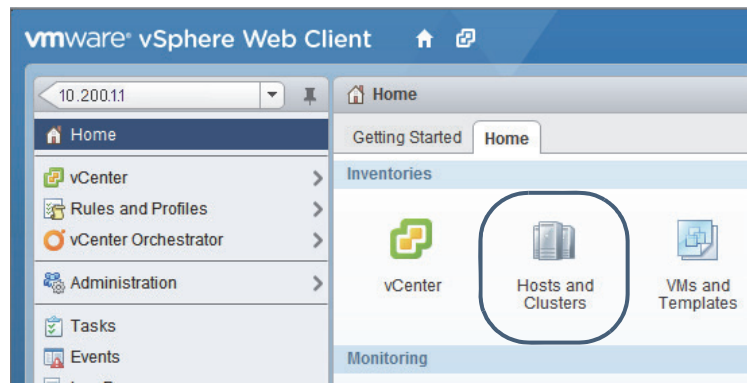 vmware® vSphere Web Client
10.200.1.1
Home
Home
Getting Started
Home
vCenter
Rules and Profiles
vCenter Orchestrator
Administration
Tasks
Events
Inventories
vCenter
Hosts and
Clusters
VMs and
Templates
Monitoring